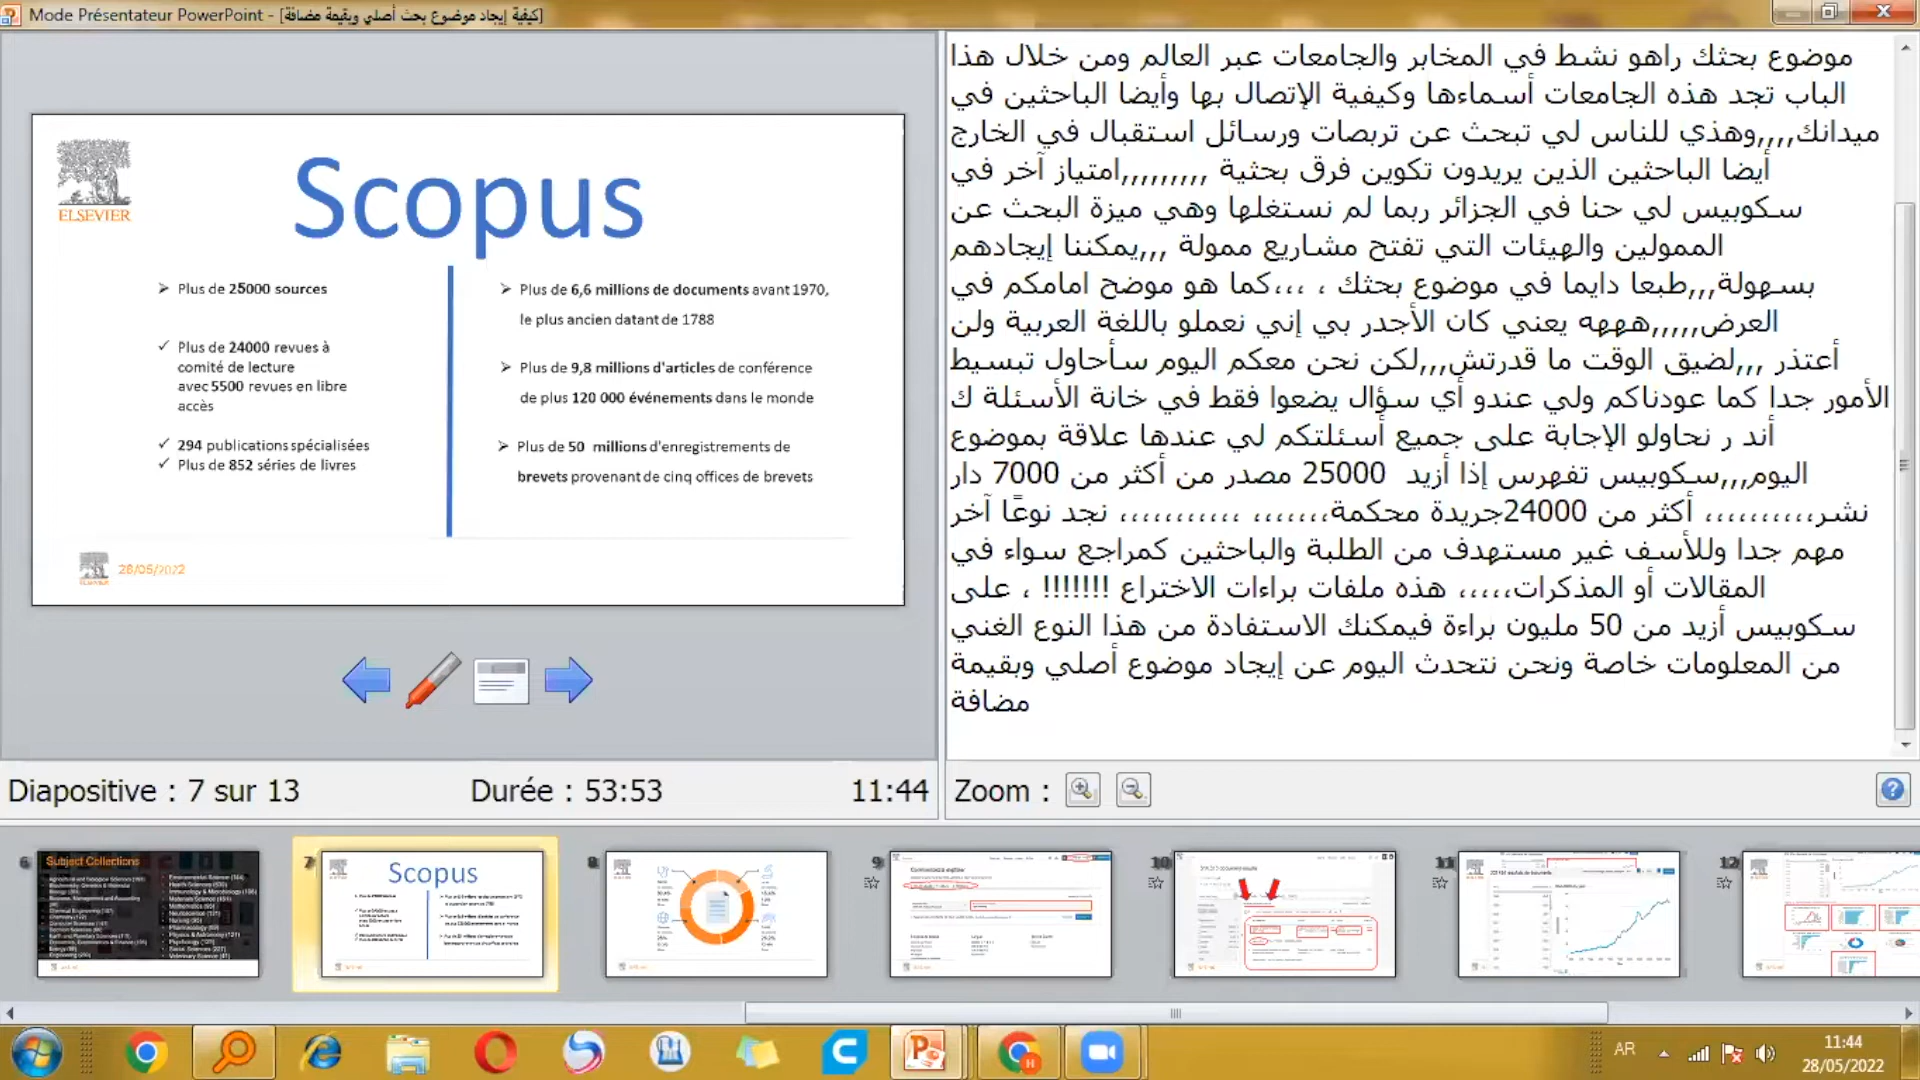 Mode Présentateur PowerPoint - [كيفية إيجاد موضوع بحث أصلي وبقيمة مضافة]
ELSEVIER
Scopus
Plus de 25000 sources
Plus de 24000 revues à
comité de lecture
avec 5500 revues en libre
accès
294 publications spécialisées
Plus de 852 séries de livres
Plus de 6,6 millions de documents avant 1970,
le plus ancien datant de 1788
Plus de 9,8 millions d'articles de conférence
de plus 120 000 événements dans le monde
Plus de 50 millions d'enregistrements de
brevets provenant de cinq offices de brevets
28/05/2022
موضوع بحثك راهو نشط في المخابر والجامعات عبر العالم ومن خلال هذا
الباب تجد هذه الجامعات أسماءها وكيفية الإتصال بها وأيضا الباحثين في
ميدانك,,,,وهذي للناس لي تبحث عن تربصات ورسائل استقبال في الخارج
أيضا الباحثين الذين يريدون تكوين فرق بحثية ,,,,,,,,,امتياز آخر في
سكوبيس لي حنا في الجزائر ربما لم نستغلها وهي ميزة البحث عن
الممولين والهيئات التي تفتح مشاريع ممولة ,,,يمكننا إيجادهم
بسهولة,,,طبعا دايما في موضوع بحثك ، ،،،كما هو موضح امامكم في
العرض,,,,,هههه يعني كان الأجدر بي إني نعملو باللغة العربية ولن
أعتذر ,,,لضيق الوقت ما قدرتش,,,لكن نحن معكم اليوم سأحاول تبسيط
الأمور جدا كما عودناكم ولي عندو أي سؤال يضعوا فقط في خانة الأسئلة ك
أند ر نحاولو الإجابة على جميع أسئلتكم لي عندها علاقة بموضوع
اليوم,,,سكوبيس تفهرس إذا أزيد 25000 مصدر من أكثر من 7000 دار
نشر،،،،،،،،،، أكثر من 24000جريدة محكمة،،،،،،، ،،،،،،،،،،، نجد نوعًا آخر
مهم جدا وللأسف غير مستهدف من الطلبة والباحثين كمراجع سواء في
المقالات أو المذكرات،،،،، هذه ملفات براءات الاختراع !!!!!!! ، على
سكوبيس أزيد من 50 مليون براءة فيمكنك الاستفادة من هذا النوع الغني
من المعلومات خاصة ونحن نتحدث اليوم عن إيجاد موضوع أصلي وبقيمة
مضافة
Diapositive : 7 sur 13
Durée : 53:53
11:44
Zoom :
6
Subject Collections
7
Scopus
8
9
10
11
12
AR
11:44
28/05/2022